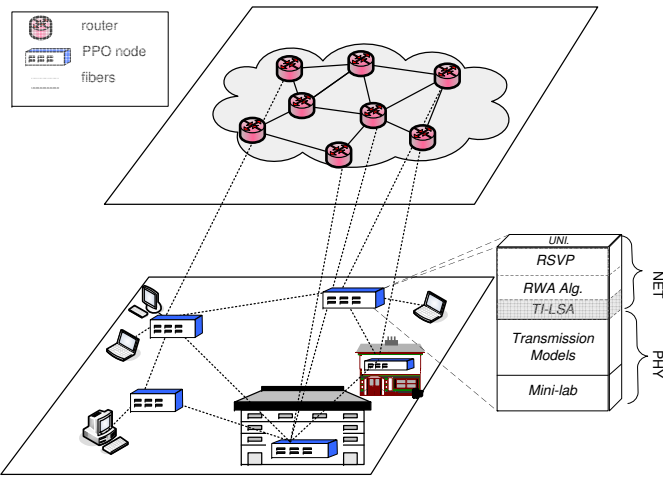 router
PPO node
fibers
UNI.
RSVP
RWA Alg.
TI-LSA
Transmission
Models
Mini-lab
NET
PHY